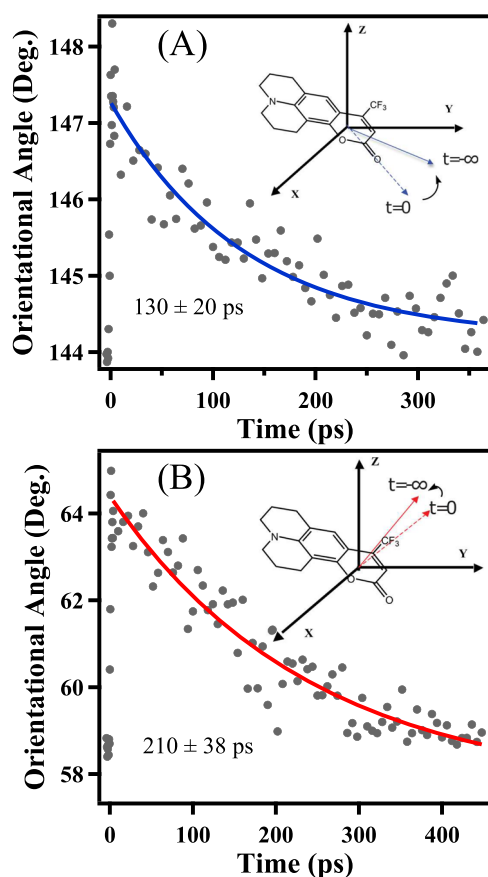 (A)
Orientational Angle (Deg.)
148
147
146
145
144
Z
Y
X
N
CF₃
O
O
t=-∞
t=0
130 ± 20 ps
0
100
200
300
Time (ps)
(B)
Orientational Angle (Deg.)
64
62
60
58
Z
Y
X
N
CF₃
O
O
t=-∞
t=0
210 ± 38 ps
0
100
200
300
400
Time (ps)